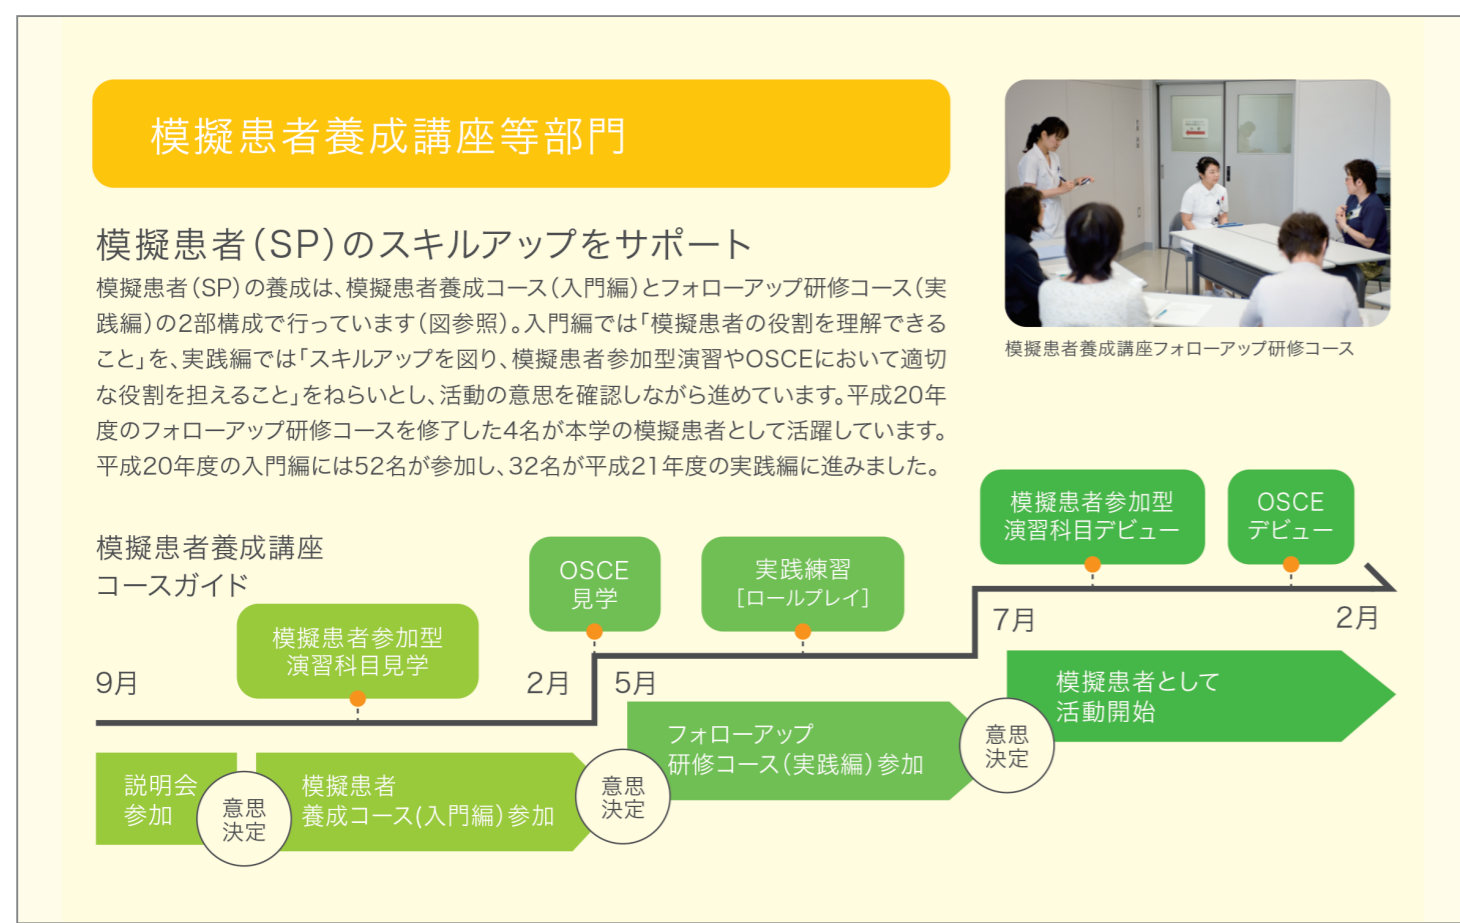 模擬患者養成講座等部門
模擬患者（SP）のスキルアップをサポート
模擬患者（SP）の養成は、模擬患者養成コース（入門編）とフォローアップ研修コース（実
践編）の2部構成で行っています（図参照）。入門編では「模擬患者の役割を理解できる
こと」を、実践編では「スキルアップを図り、模擬患者参加型演習やOSCEにおいて適切
な役割を担えること」をねらいとし、活動の意思を確認しながら進めています。平成20年
度のフォローアップ研修コースを修了した4名が本学の模擬患者として活躍しています。
平成20年度の入門編には52名が参加し、32名が平成21年度の実践編に進みました。
模擬患者養成講座フォローアップ研修コース
模擬患者養成講座
コースガイド
模擬患者参加型
演習科目見学
OSCE
見学
実践練習
［ロールプレイ］
模擬患者参加型
演習科目デビュー
OSCE
デビュー
9月
2月
5月
7月
2月
説明会
参加
意思
決定
模擬患者
養成コース(入門編）参加
意思
決定
フォローアップ
研修コース（実践編）参加
意思
決定
模擬患者として
活動開始